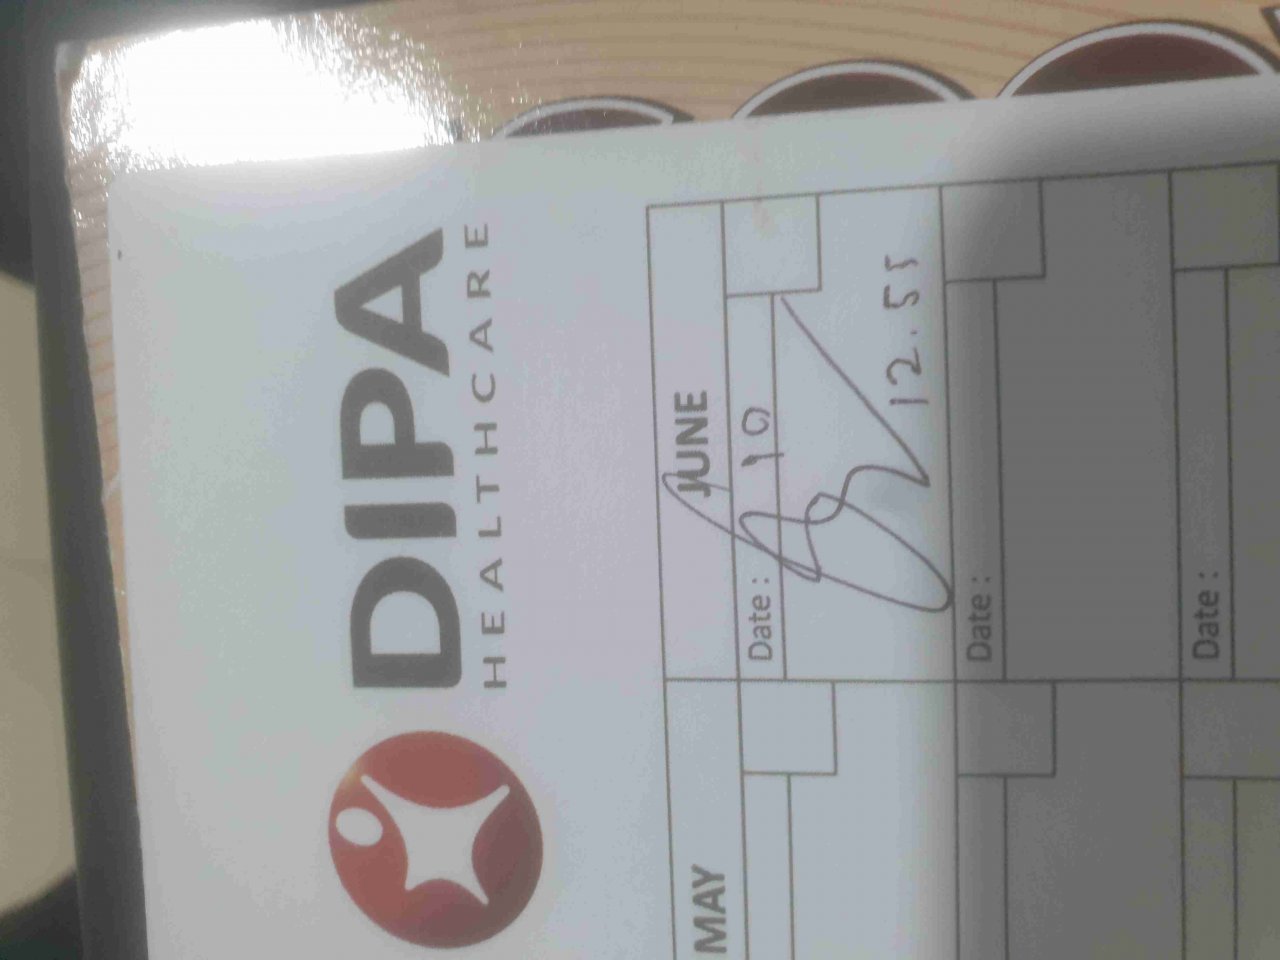 DIPA
HEALTHCARE
MAY
JUNE
Date : 10
12.55
Date :
Date :